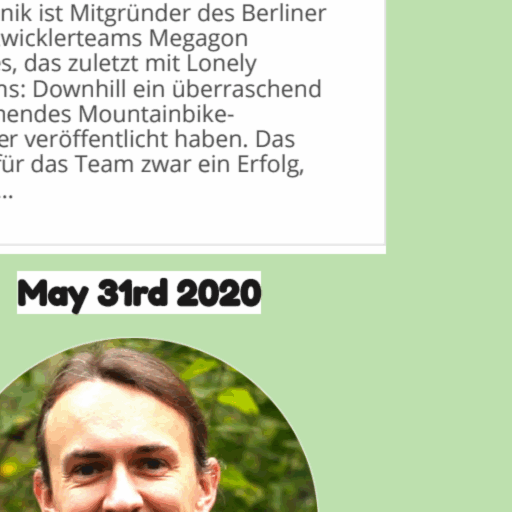 nik ist Mitgründer des Berliner
wicklerteams Megagon
s, das zuletzt mit Lonely
ns: Downhill ein überraschend
nendes Mountainbike-
er veröffentlicht haben. Das
für das Team zwar ein Erfolg,
...
May 31rd 2020